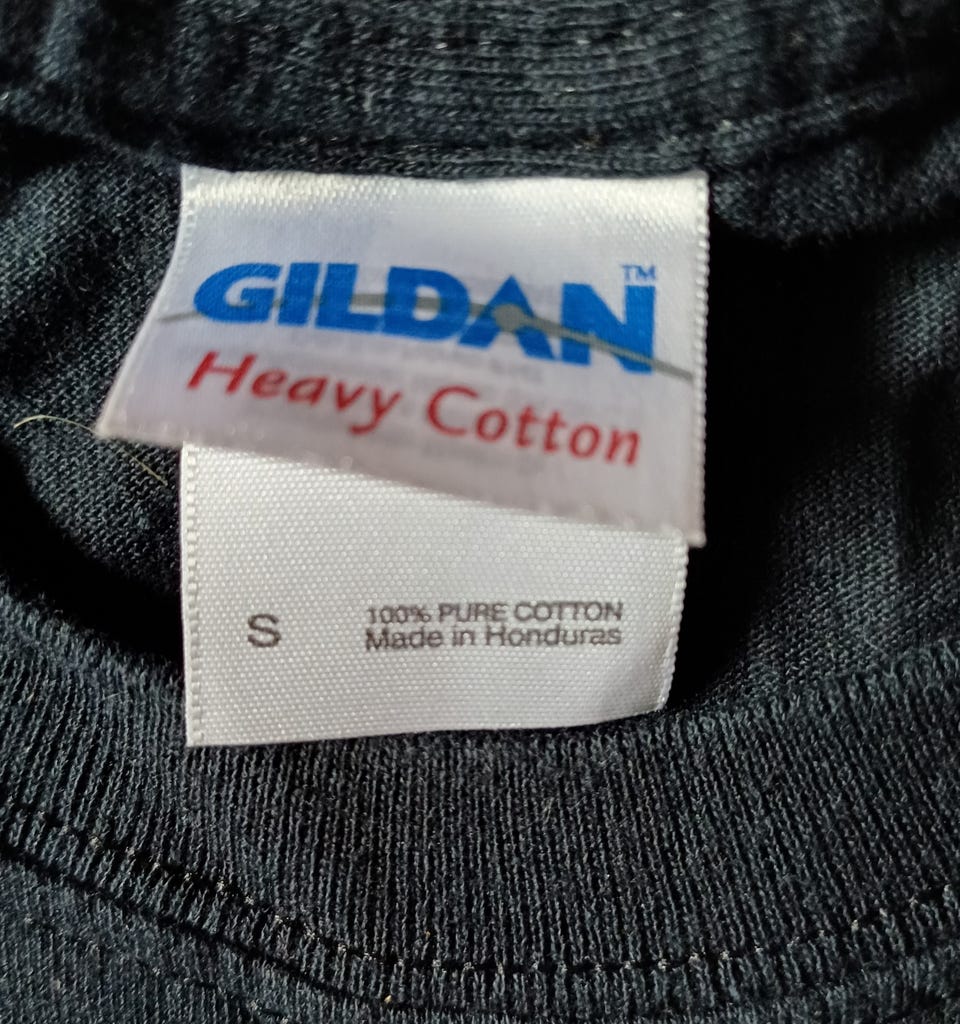 GILDAN™
Heavy Cotton
S
100% PURE COTTON
Made in Honduras